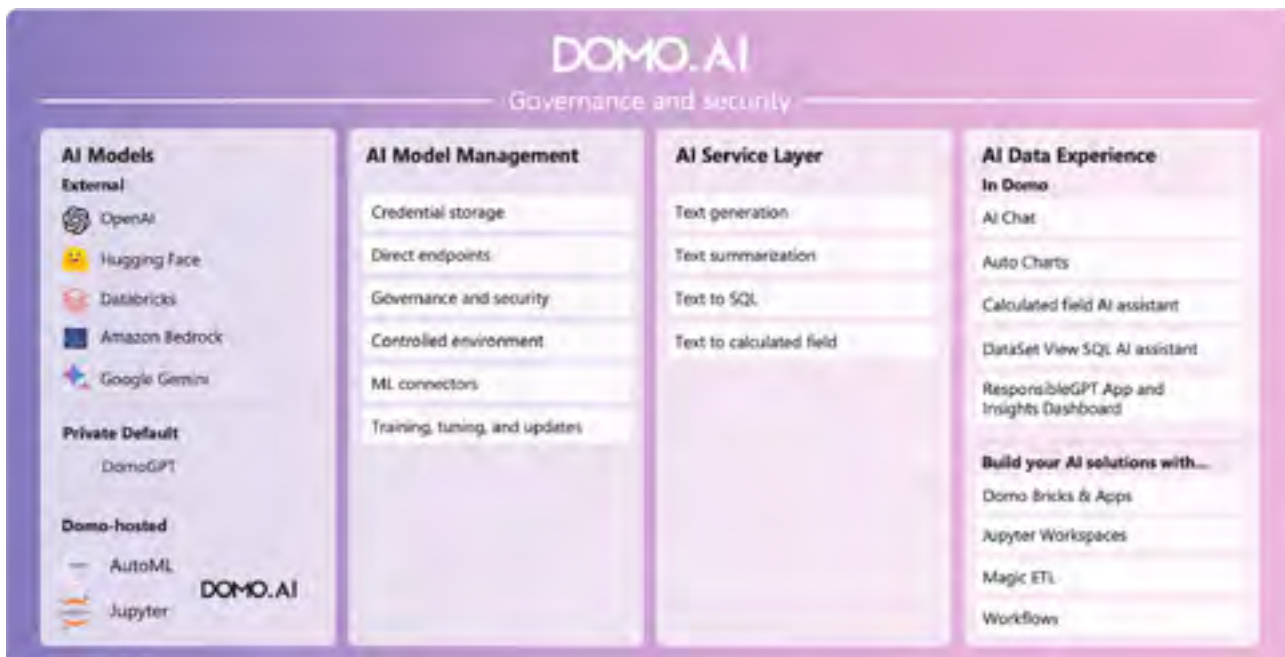 DOMO.AI
Governance and security
AI Models
External
OpenAI
Hugging Face
Databricks
Amazon Bedrock
Google Gemini
Private Default
DomoGPT
Domo-hosted
AutoML
DOMO.AI
Jupyter
AI Model Management
Credential storage
Direct endpoints
Governance and security
Controlled environment
ML connectors
Training, tuning, and updates
AI Service Layer
Text generation
Text summarization
Text to SQL
Text to calculated field
AI Data Experience
In Domo
AI Chat
Auto Charts
Calculated field AI assistant
DataSet View SQL AI assistant
ResponsibleGPT App and
Insights Dashboard
Build your AI solutions with...
Domo Bricks & Apps
Jupyter Workspaces
Magic ETL
Workflows